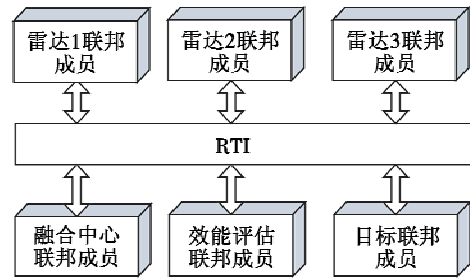 雷达1联邦
成员
雷达2联邦
成员
雷达3联邦
成员
RTI
融合中心
联邦成员
效能评估
联邦成员
目标联邦
成员